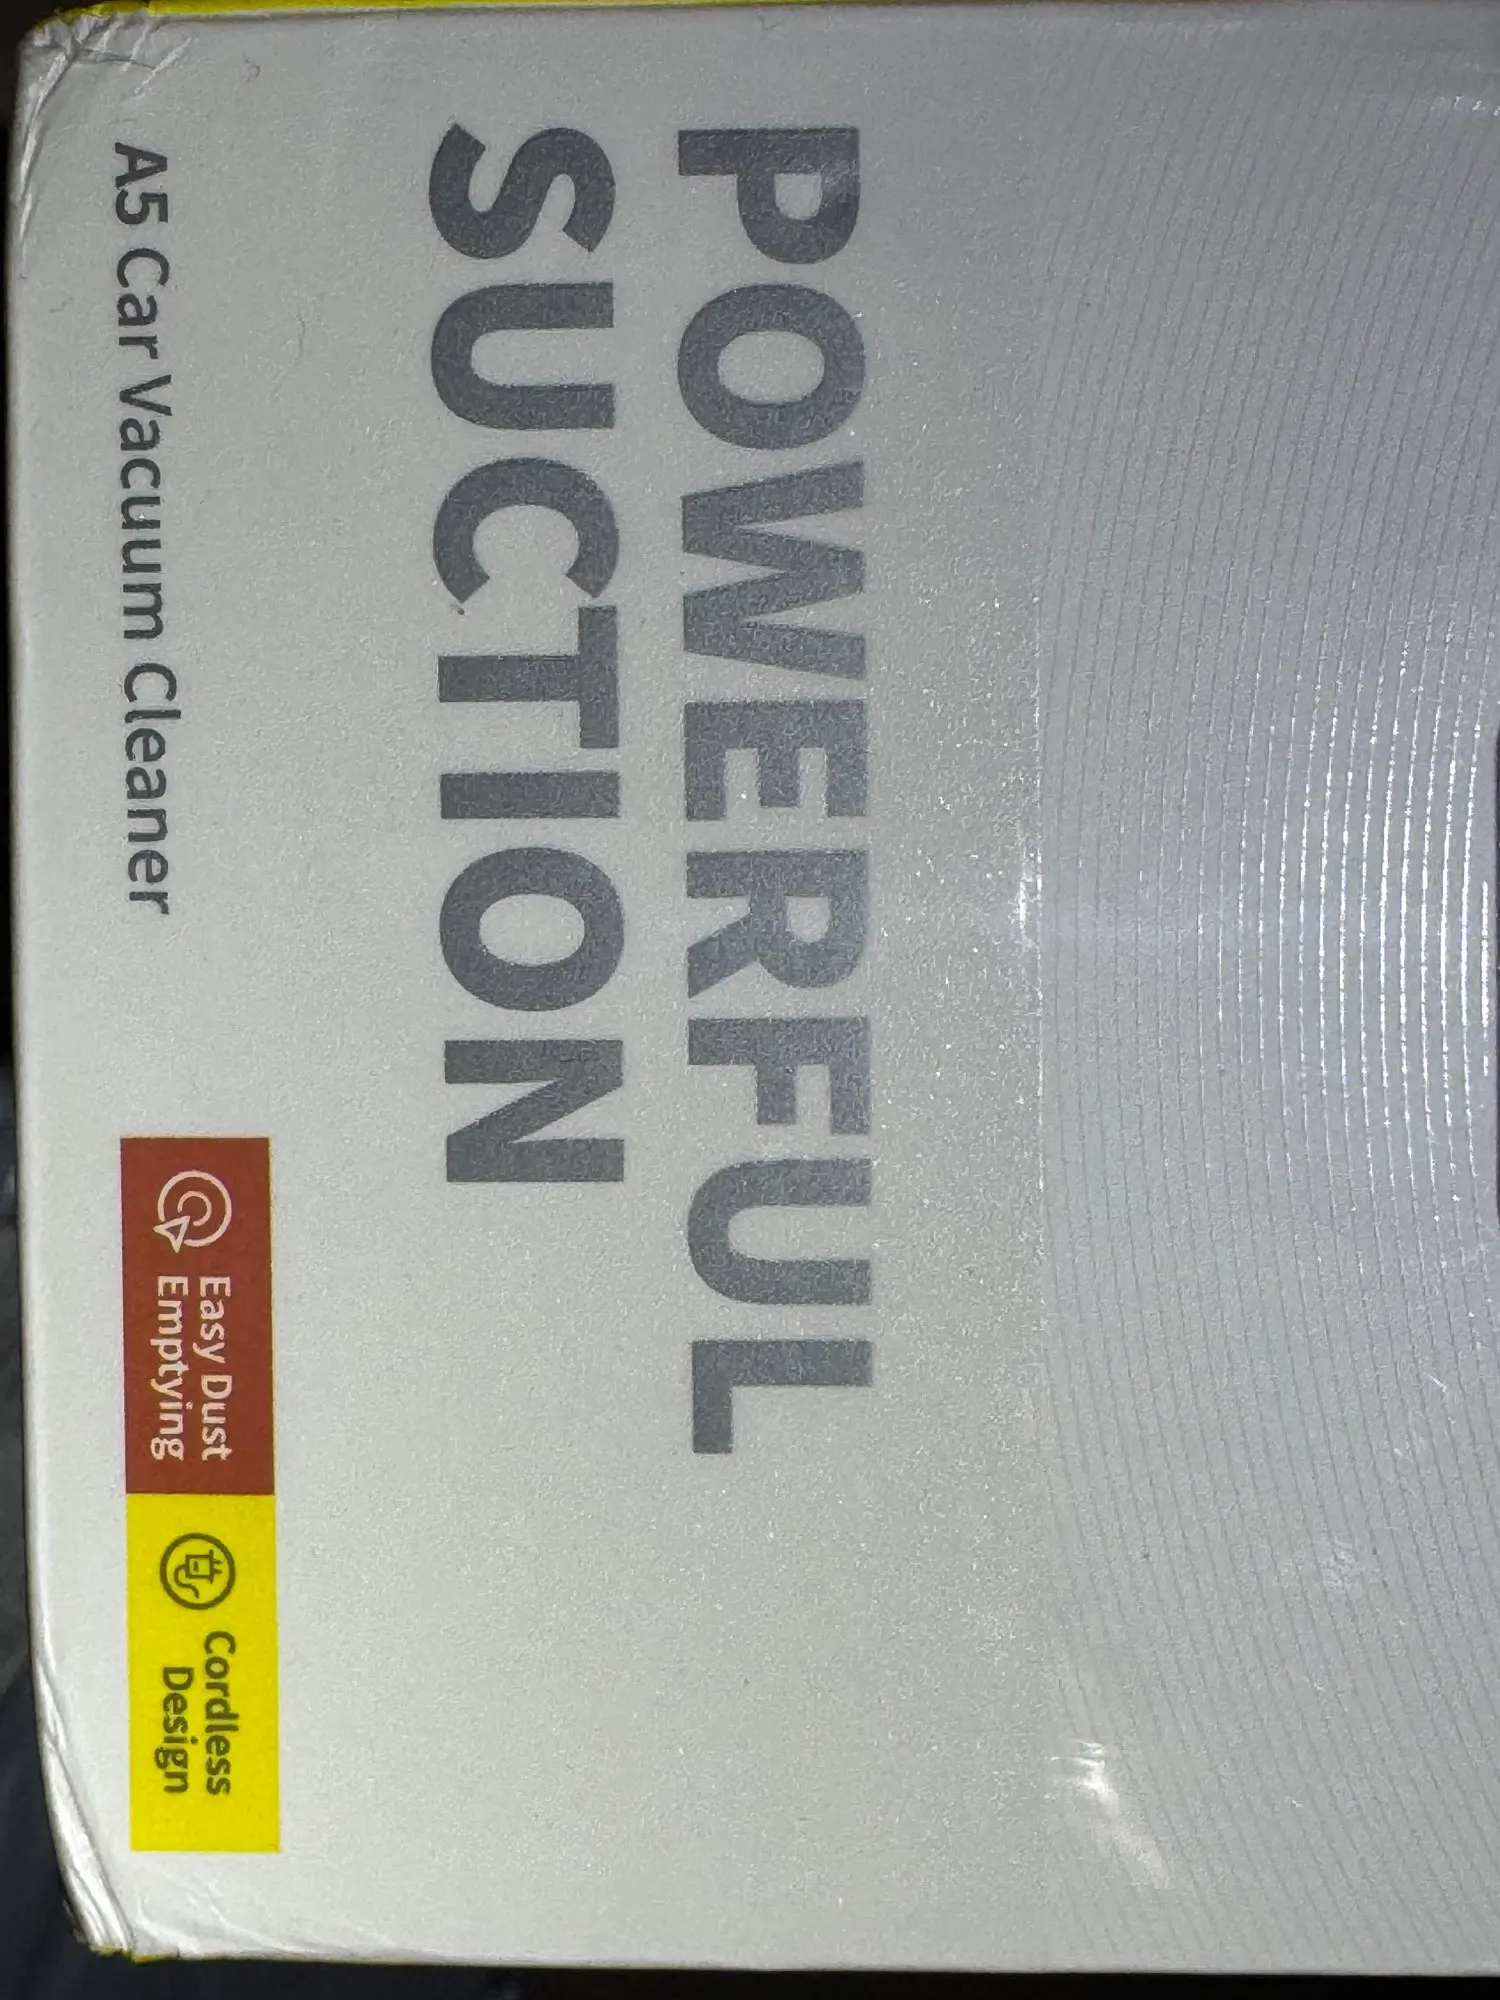 POWERFUL
SUCTION
A5 Car Vacuum Cleaner
Easy Dust
Emptying
Cordless
Design